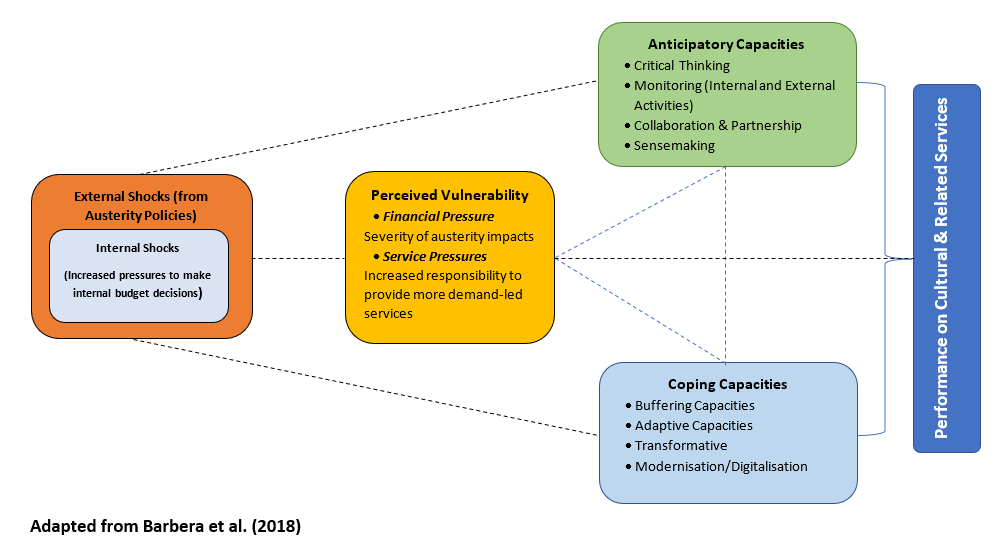 External Shocks (from
Austerity Policies)
Internal Shocks
(Increased pressures to make
internal budget decisions)
Perceived Vulnerability
• Financial Pressure
Severity of austerity impacts
• Service Pressures
Increased responsibility to
provide more demand-led
services
Anticipatory Capacities
• Critical Thinking
• Monitoring (Internal and External
Activities)
• Collaboration & Partnership
• Sensemaking
Coping Capacities
• Buffering Capacities
• Adaptive Capacities
• Transformative
• Modernisation/Digitalisation
Performance on Cultural & Related Services
Adapted from Barbera et al. (2018)